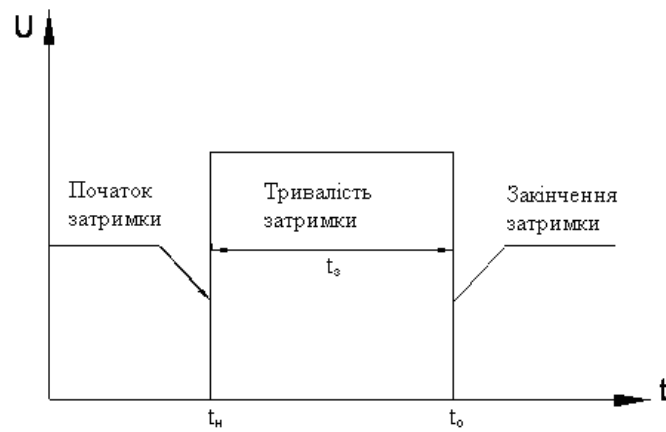 U
Початок
затримки
Тривалість
затримки
Закінчення
затримки
tз
t
tн
tо